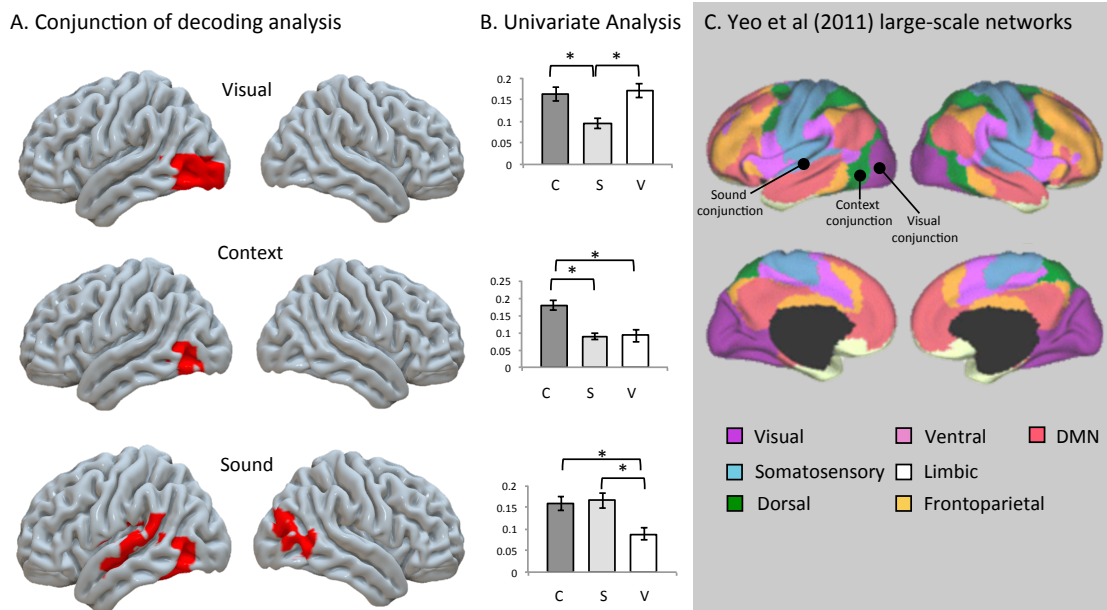 A. Conjunction of decoding analysis
Visual
Context
Sound
B. Univariate Analysis
* *
0.2
0.15
0.1
0.05
0
C S V
*
*
0.25
0.2
0.15
0.1
0.05
0
C S V
*
*
0.2
0.15
0.1
0.05
0
C S V
C. Yeo et al (2011) large-scale networks
Sound
conjunction
Context
conjunction
Visual
conjunction
Visual Ventral DMN
Somatosensory Limbic
Dorsal Frontoparietal